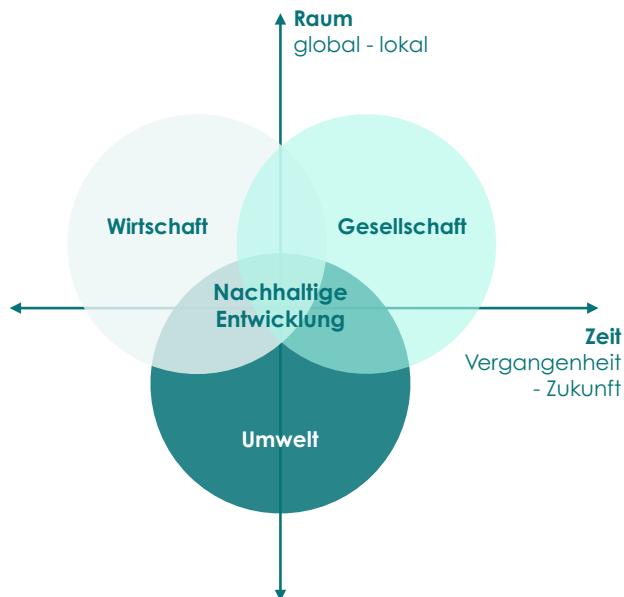 Raum
global - lokal
Wirtschaft
Gesellschaft
Nachhaltige
Entwicklung
Zeit
Vergangenheit
- Zukunft
Umwelt